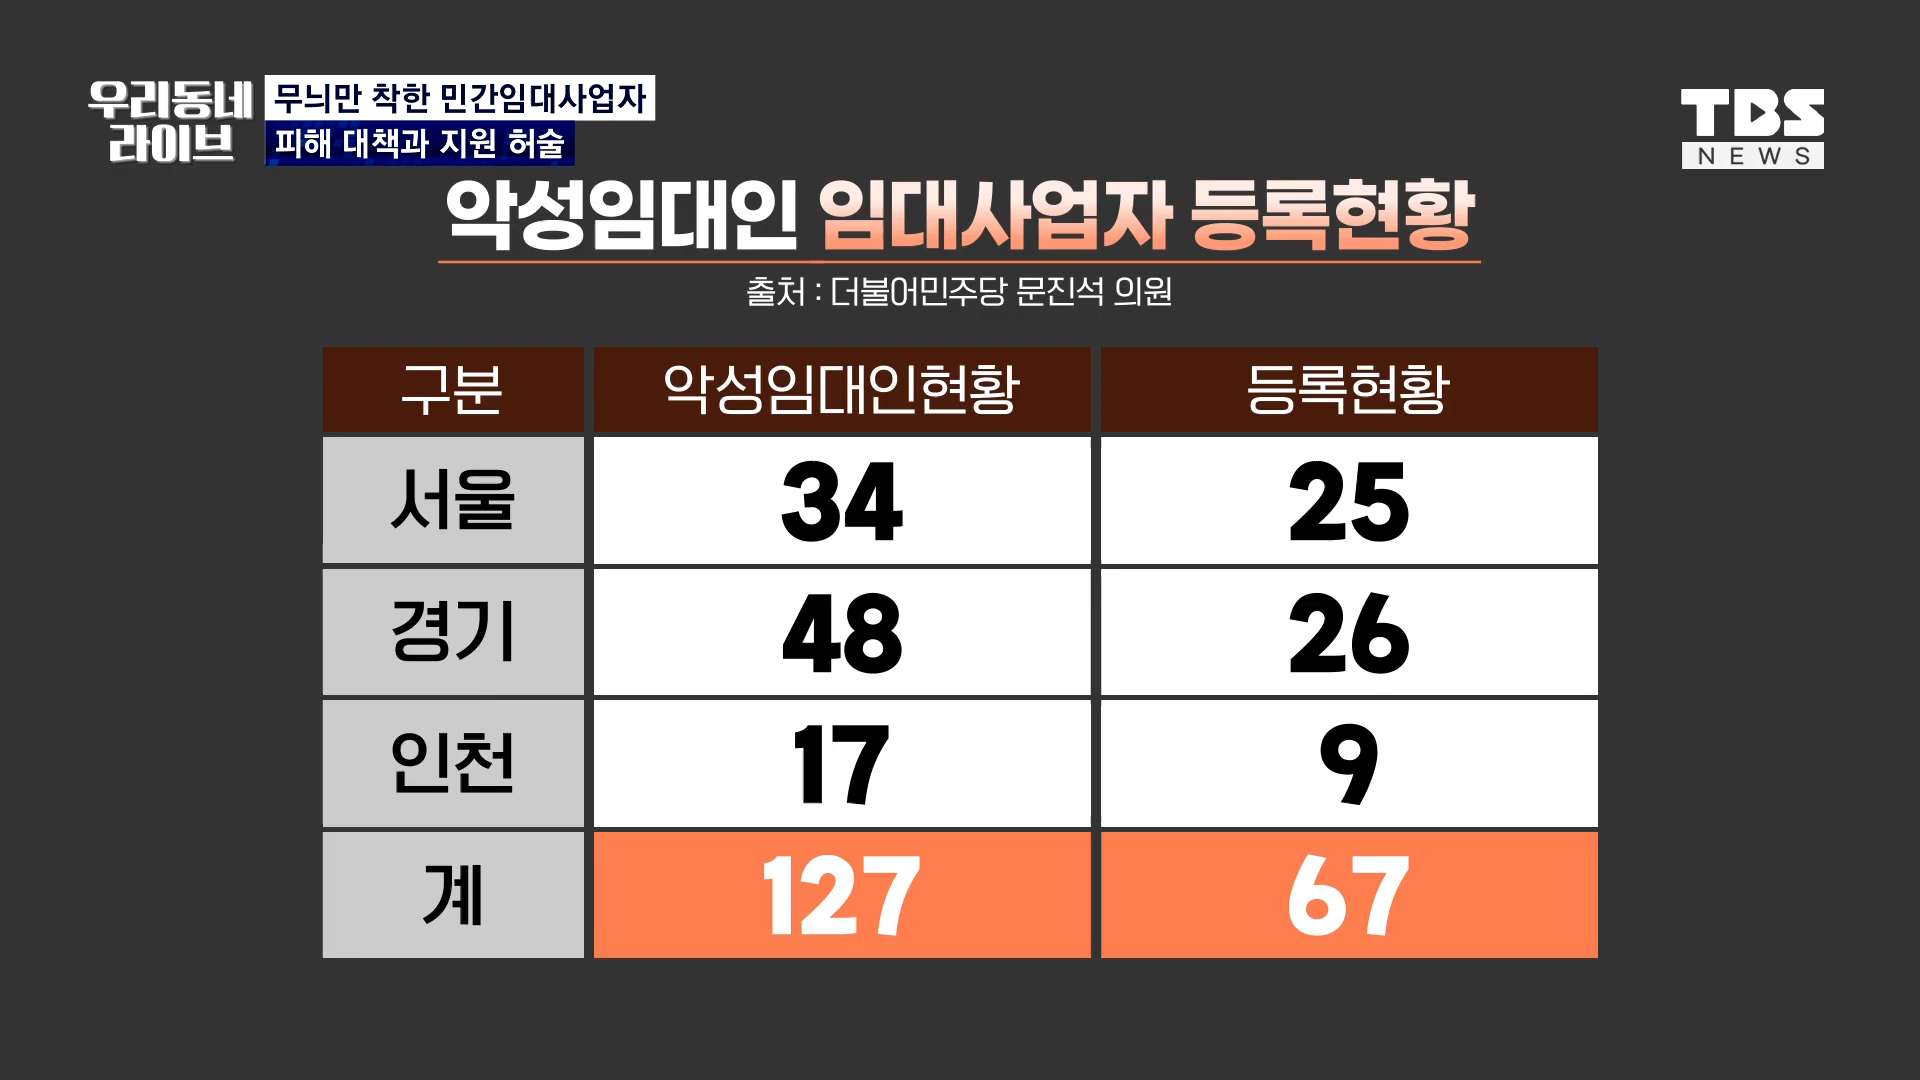 우리동네
라이브
무늬만 착한 민간임대사업자
피해 대책과 지원 허술
TBS
NEWS
악성임대인 임대사업자 등록현황
출처 : 더불어민주당 문진석 의원
구분 악성임대인현황 등록현황
서울 34 25
경기 48 26
인천 17 9
계 127 67